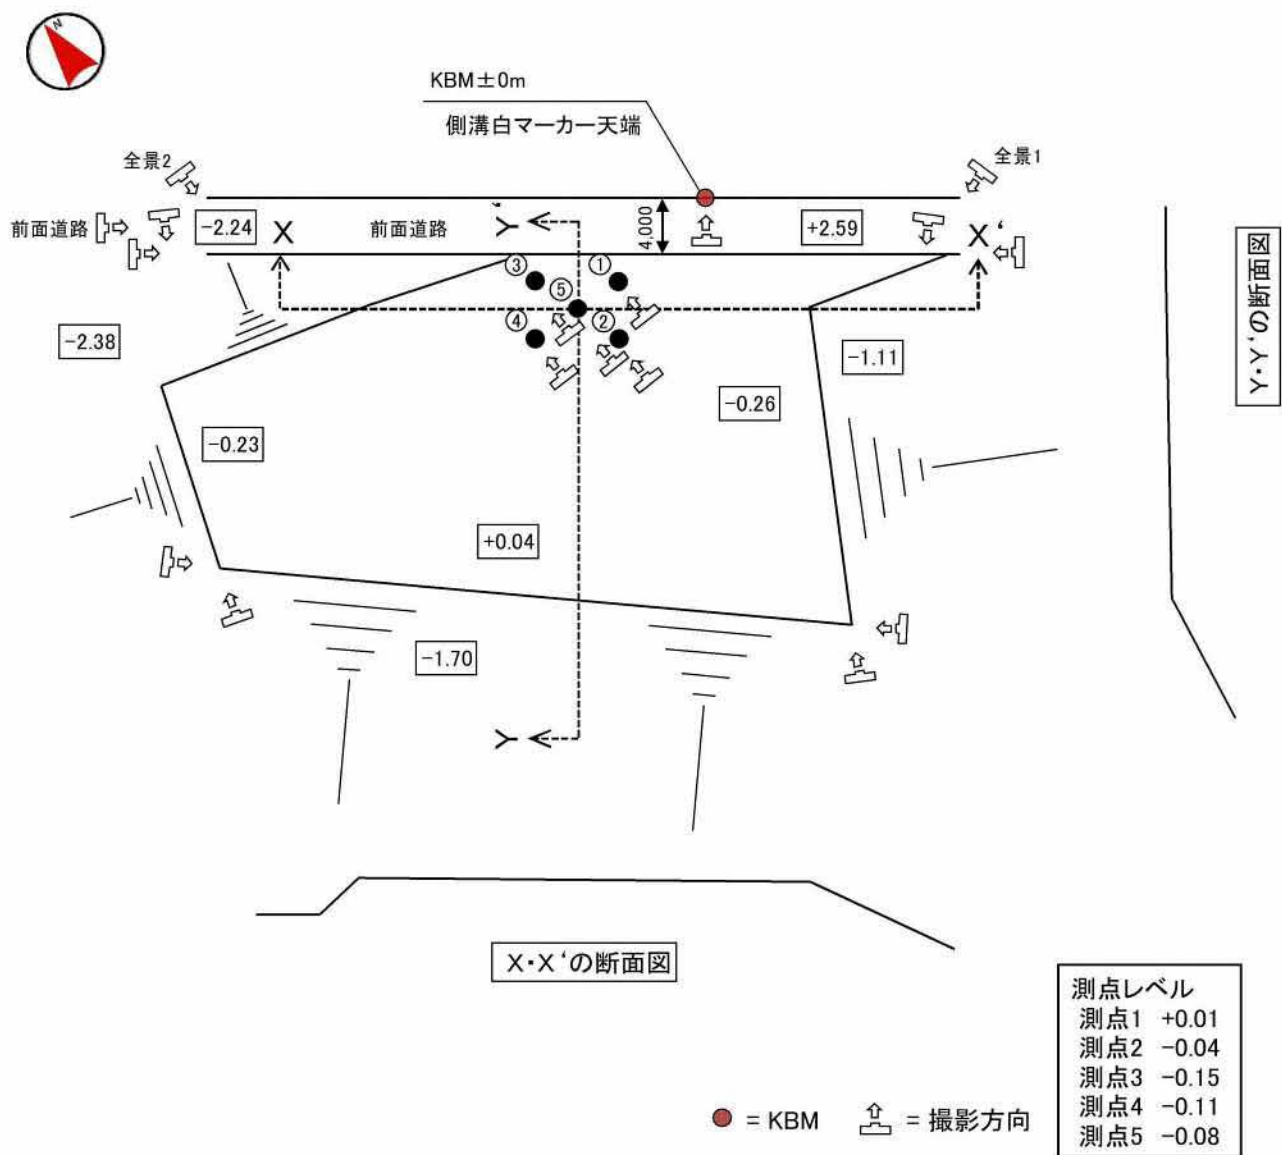 N
KBM±0m
側溝白マーカー天端
全景2
全景1
前面道路
-2.24
X
前面道路
Y'
4,000
+2.59
X'
③
①
⑤
④
②
-2.38
-1.11
-0.26
-0.23
+0.04
-1.70
Y
Y・Y'の断面図
X・X'の断面図
測点レベル
測点1 +0.01
測点2 -0.04
測点3 -0.15
測点4 -0.11
測点5 -0.08
= KBM
= 撮影方向